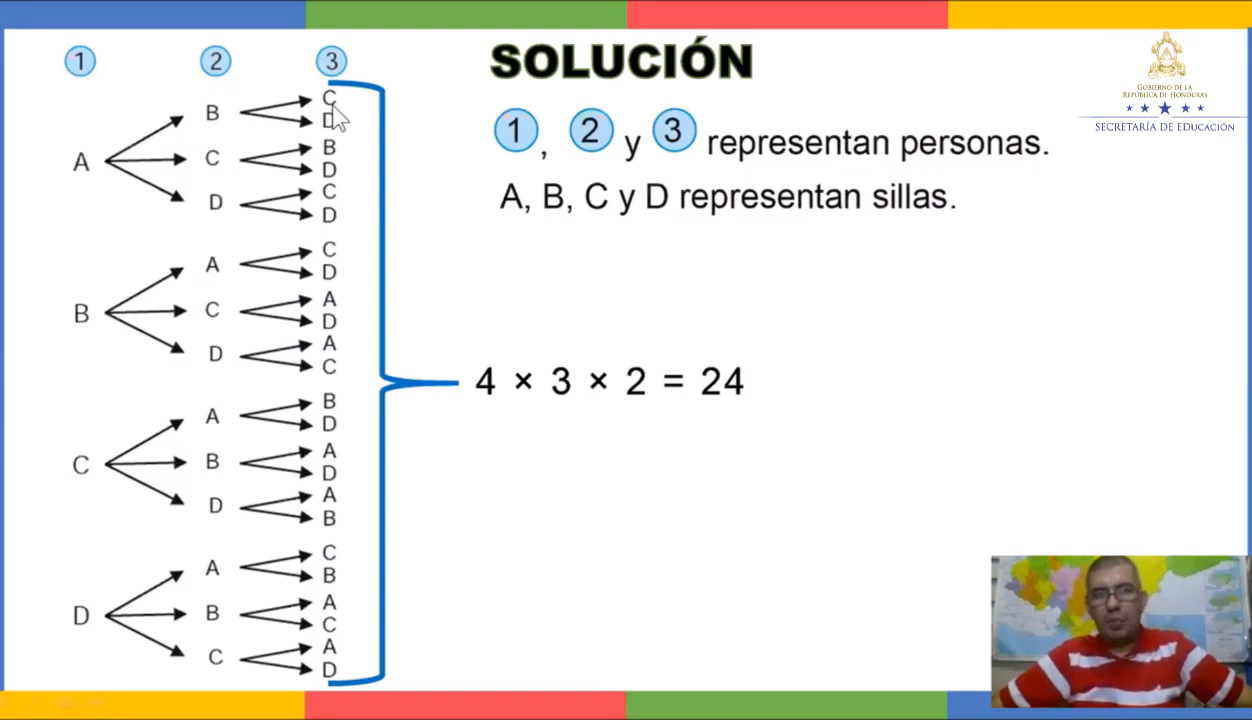 1 2 3
SOLUCIÓN
1, 2 y 3 representan personas.
A, B, C y D representan sillas.
GOBIERNO DE LA
REPÚBLICA DE HONDURAS
SECRETARÍA DE EDUCACIÓN
A
B
C
D
C
B
D
D
C
D
B
A
C
D
C
A
D
D
A
C
C
A
B
D
B
A
D
D
A
B
D
A
C
B
B
A
C
C
A
D
4 × 3 × 2 = 24